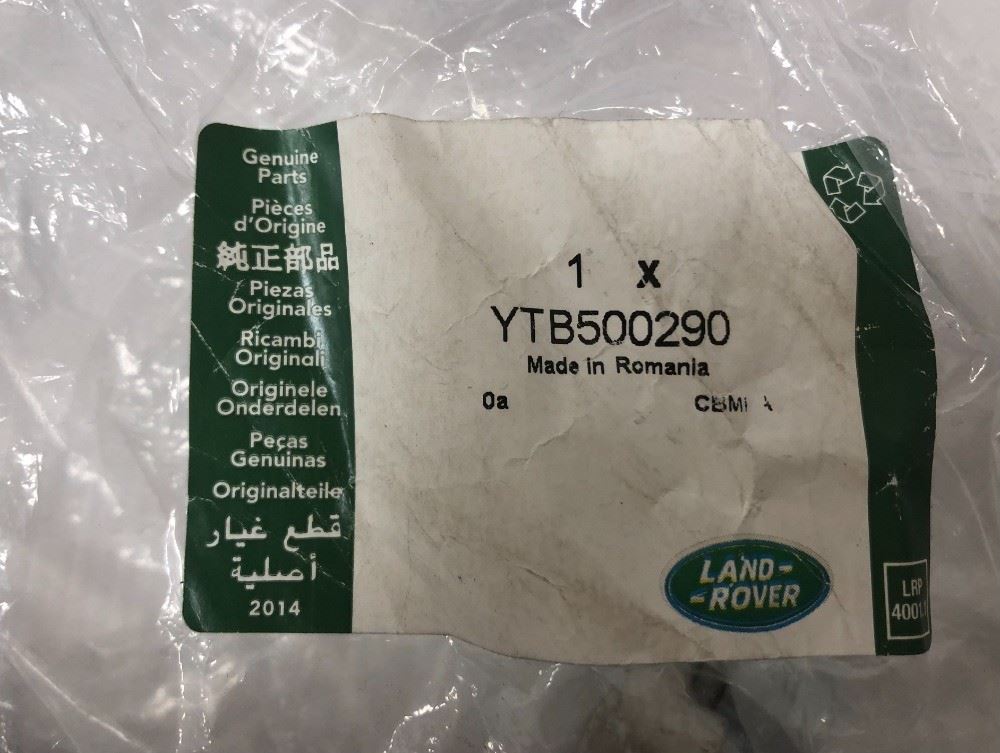 Genuine
Parts
Pièces
d'Origine
純正部品
Piezas
Originales
Ricambi
Originali
Originele
Onderdelen
Peças
Genuinas
Originalteile
قطع غيار
أصلية
2014
1 X
YTB500290
Made in Romania
0a
LAND-
-ROVER
LRP